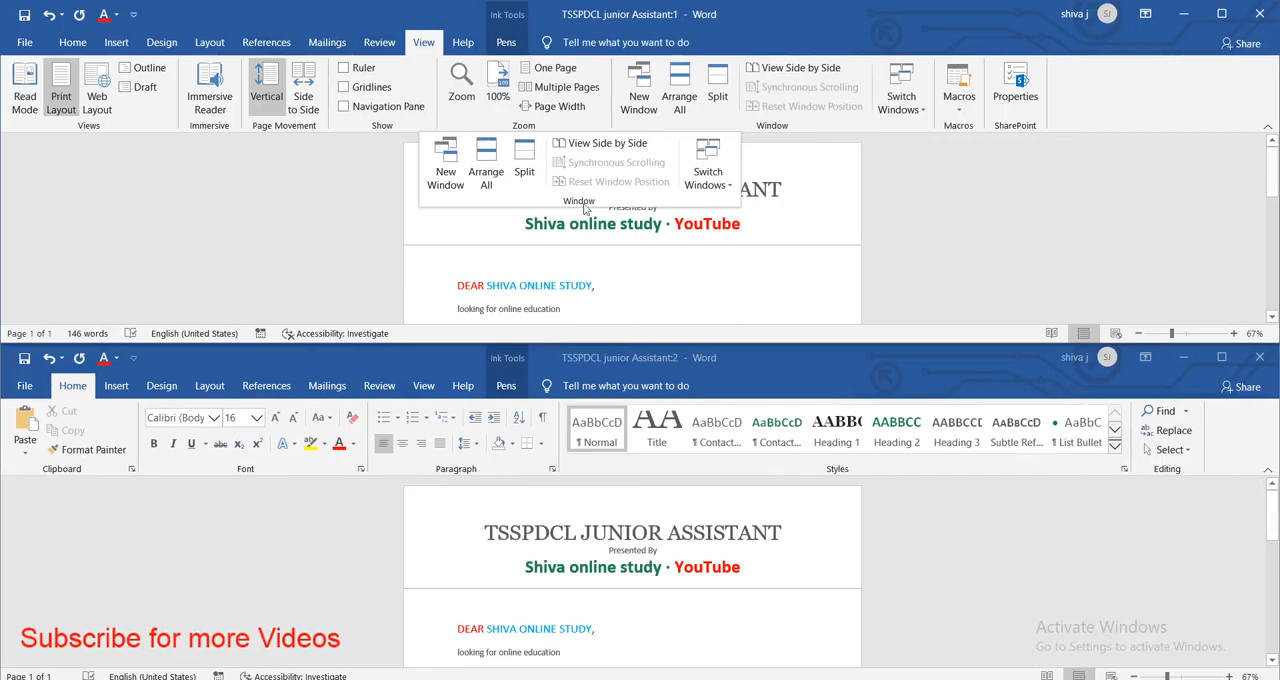 Ink Tools
TSSPDCL junior Assistant:1 - Word
shiva j
SJ
File Home Insert Design Layout References Mailings Review View Help Pens Tell me what you want to do Share
Read Mode
Print Layout
Web Layout
Outline
Draft
Views
Immersive Reader
Immersive
Vertical
Side to Side
Page Movement
Ruler
Gridlines
Navigation Pane
Show
Zoom
100%
One Page
Multiple Pages
Page Width
Zoom
New Window
Arrange All
Split
View Side by Side
Synchronous Scrolling
Reset Window Position
Switch Windows
Window
Macros
Macros
Properties
SharePoint
New Window
Arrange All
Split
View Side by Side
Synchronous Scrolling
Reset Window Position
Switch Windows
Window
ANT
Presented By
Shiva online study · YouTube
DEAR SHIVA ONLINE STUDY,
looking for online education
Page 1 of 1 146 words English (United States) Accessibility: Investigate 67%
Ink Tools
TSSPDCL junior Assistant:2 - Word
shiva j
SJ
File Home Insert Design Layout References Mailings Review View Help Pens Tell me what you want to do Share
Paste
Cut
Copy
Format Painter
Clipboard
Calibri (Body 16
Font
Paragraph
AaBbCcD
¶ Normal
AA
Title
AaBbCcD
¶ Contact...
AaBbCcD
¶ Contact...
AABBC
Heading 1
AABBCC
Heading 2
AABBCC
Heading 3
AaBbCcD
Subtle Ref...
AaBbC
¶ List Bullet
Styles
Find
Replace
Select
Editing
TSSPDCL JUNIOR ASSISTANT
Presented By
Shiva online study · YouTube
DEAR SHIVA ONLINE STUDY,
looking for online education
Subscribe for more Videos
Activate Windows
Go to Settings to activate Windows.
Page 1 of 1 English (United States) Accessibility: Investigate 67%